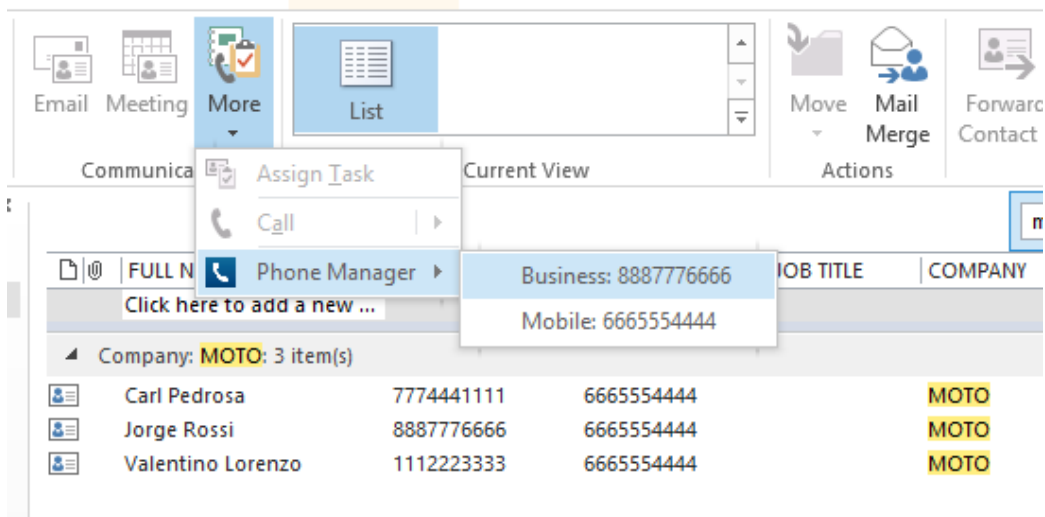 Email Meeting More List Move Mail Merge Forward Contact
Communica Current View Actions
Assign Task
Call
Phone Manager
Business: 8887776666
Mobile: 6665554444
FULL N JOB TITLE COMPANY
Click here to add a new ...
Company: MOTO: 3 item(s)
Carl Pedrosa 7774441111 6665554444 MOTO
Jorge Rossi 8887776666 6665554444 MOTO
Valentino Lorenzo 1112223333 6665554444 MOTO